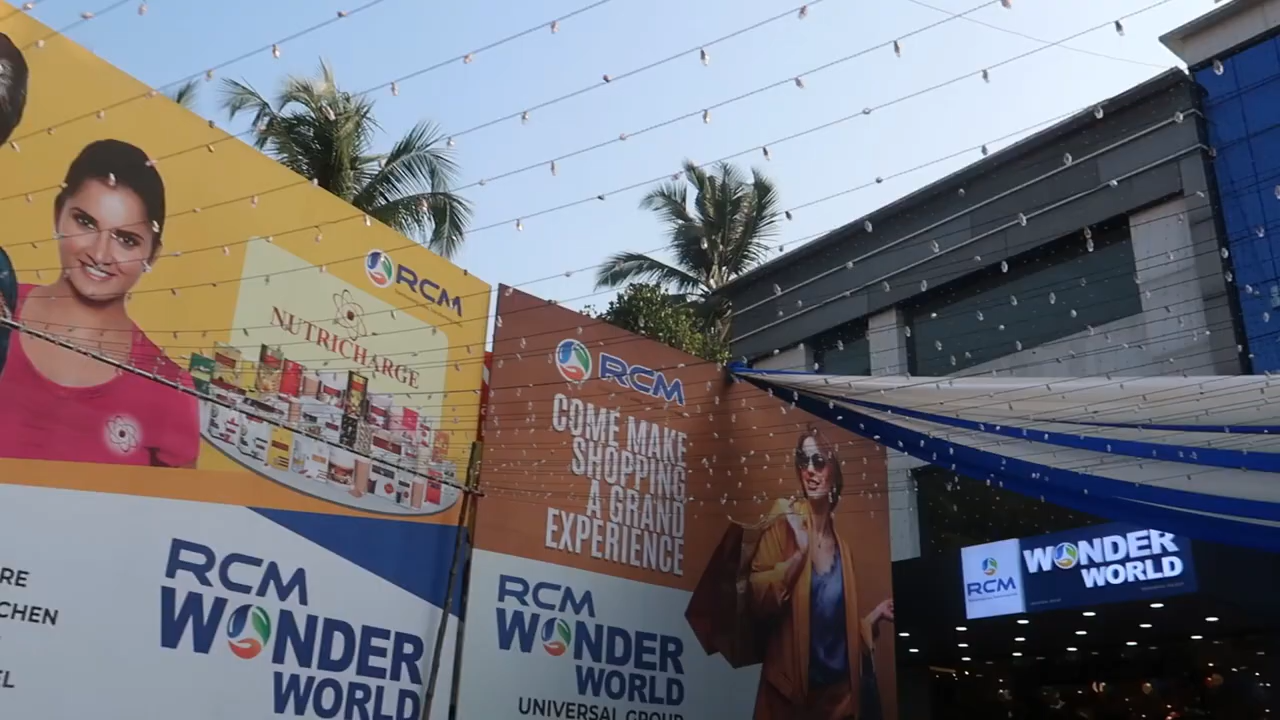 RCM
NUTRICHARGE
RCM
WONDER
WORLD
RE
CHEN
EL
RCM
COME MAKE
SHOPPING
A GRAND
EXPERIENCE
RCM
WONDER
WORLD
UNIVERSAL GROUP
RCM
WONDER
WORLD